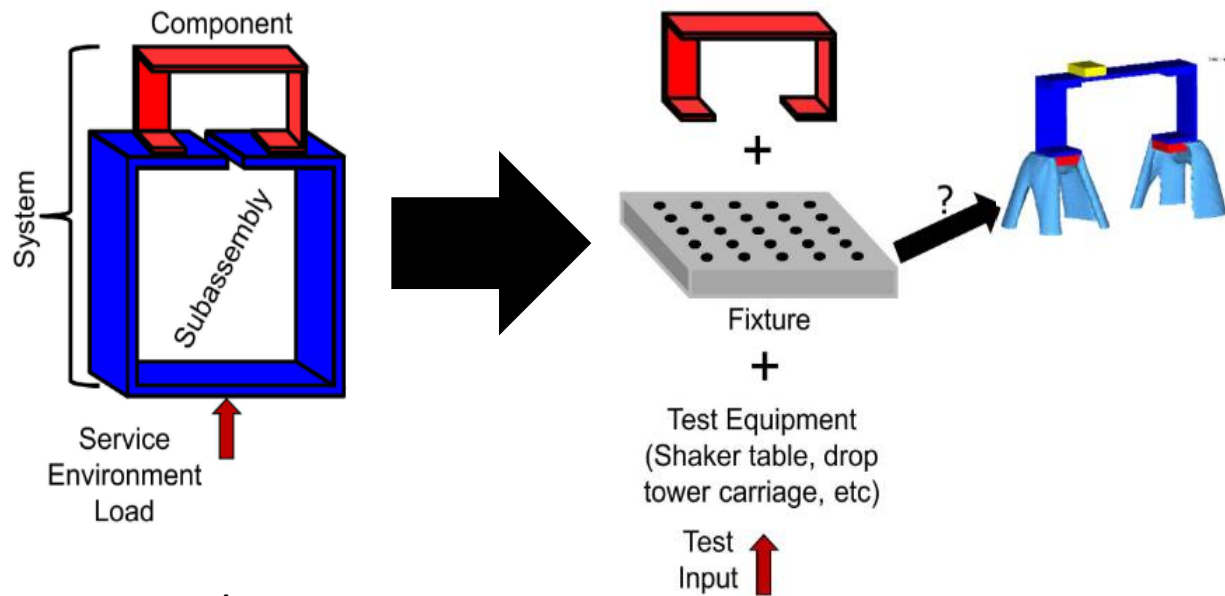 Component
System
Subassembly
Service
Environment
Load
+
Fixture
+
Test Equipment
(Shaker table, drop
tower carriage, etc)
Test
Input
?